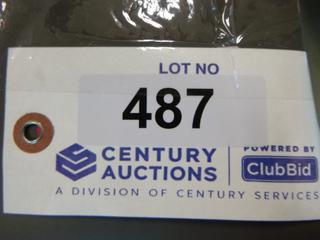 LOT NO
487
CENTURY AUCTIONS
POWERED BY
ClubBid
A DIVISION OF CENTURY SERVICES